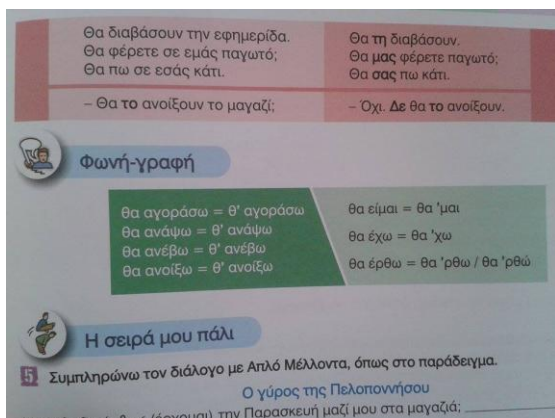 Θα διαβάσουν την εφημερίδα.
Θα φέρετε σε εμάς παγωτό;
Θα πω σε εσάς κάτι.
Θα τη διαβάσουν.
Θα μας φέρετε παγωτό;
Θα σας πω κάτι.
– Θα το ανοίξουν το μαγαζί;
– Όχι. Δε θα το ανοίξουν.
Φωνή-γραφή
θα αγοράσω = θ' αγοράσω
θα ανάψω = θ' ανάψω
θα ανέβω = θ' ανέβω
θα ανοίξω = θ' ανοίξω
θα είμαι = θα 'μαι
θα έχω = θα 'χω
θα έρθω = θα 'ρθω / θα 'ρθώ
Η σειρά μου πάλι
5 Συμπληρώνω τον διάλογο με Απλό Μέλλοντα, όπως στο παράδειγμα.
Ο γύρος της Πελοποννήσου
(έρχομαι) την Παρασκευή μαζί μου στα μαγαζιά;